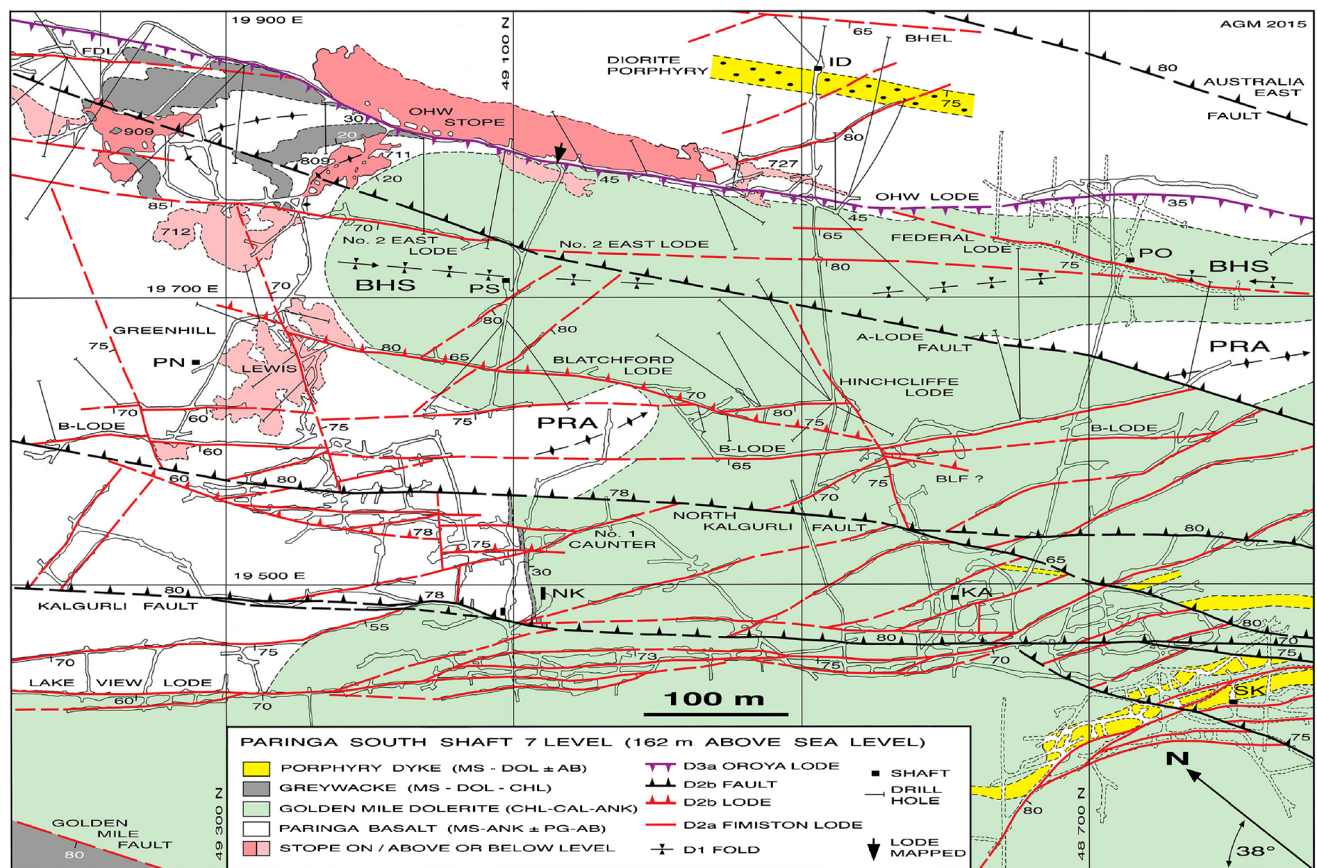 19 900 E
AGM 2015
FDL
49 100 N
BHEL
65
80
DIORITE
PORPHYRY
ID
AUSTRALIA
EAST
FAULT
75
OHW
STOPE
30
20
909
809
711
20
80
727
45
OHW LODE
35
85
45
712
70
No. 2 EAST
LODE
No. 2 EAST LODE
65
80
FEDERAL
LODE
75
PO
BHS
BHS
PS
19 700 E
70
80
80
GREENHILL
75
PN
LEWIS
80
65
BLATCHFORD
LODE
A-LODE
FAULT
PRA
HINCHCLIFFE
LODE
70
60
75
75
PRA
70
80
75
B-LODE
60
B-LODE
65
B-LODE
BLF ?
60
80
78
75
70
NORTH
KALGURLI FAULT
78
75
No. 1
CAUNTER
80
65
30
19 500 E
80
78
NK
KA
KALGURLI FAULT
55
80
80
70
75
70
75
73
75
70
LAKE VIEW LODE
60
70
100 m
SK
75
N
80
38°
PARINGA SOUTH SHAFT 7 LEVEL (162 m ABOVE SEA LEVEL)
PORPHYRY DYKE (MS - DOL ± AB)
GREYWACKE (MS - DOL - CHL)
GOLDEN MILE DOLERITE (CHL-CAL-ANK)
PARINGA BASALT (MS-ANK ± PG-AB)
STOPE ON / ABOVE OR BELOW LEVEL
D3a OROYA LODE
D2b FAULT
D2b LODE
D2a FIMISTON LODE
D1 FOLD
SHAFT
DRILL
HOLE
LODE
MAPPED
GOLDEN
MILE
FAULT
80
49 300 N
48 700 N